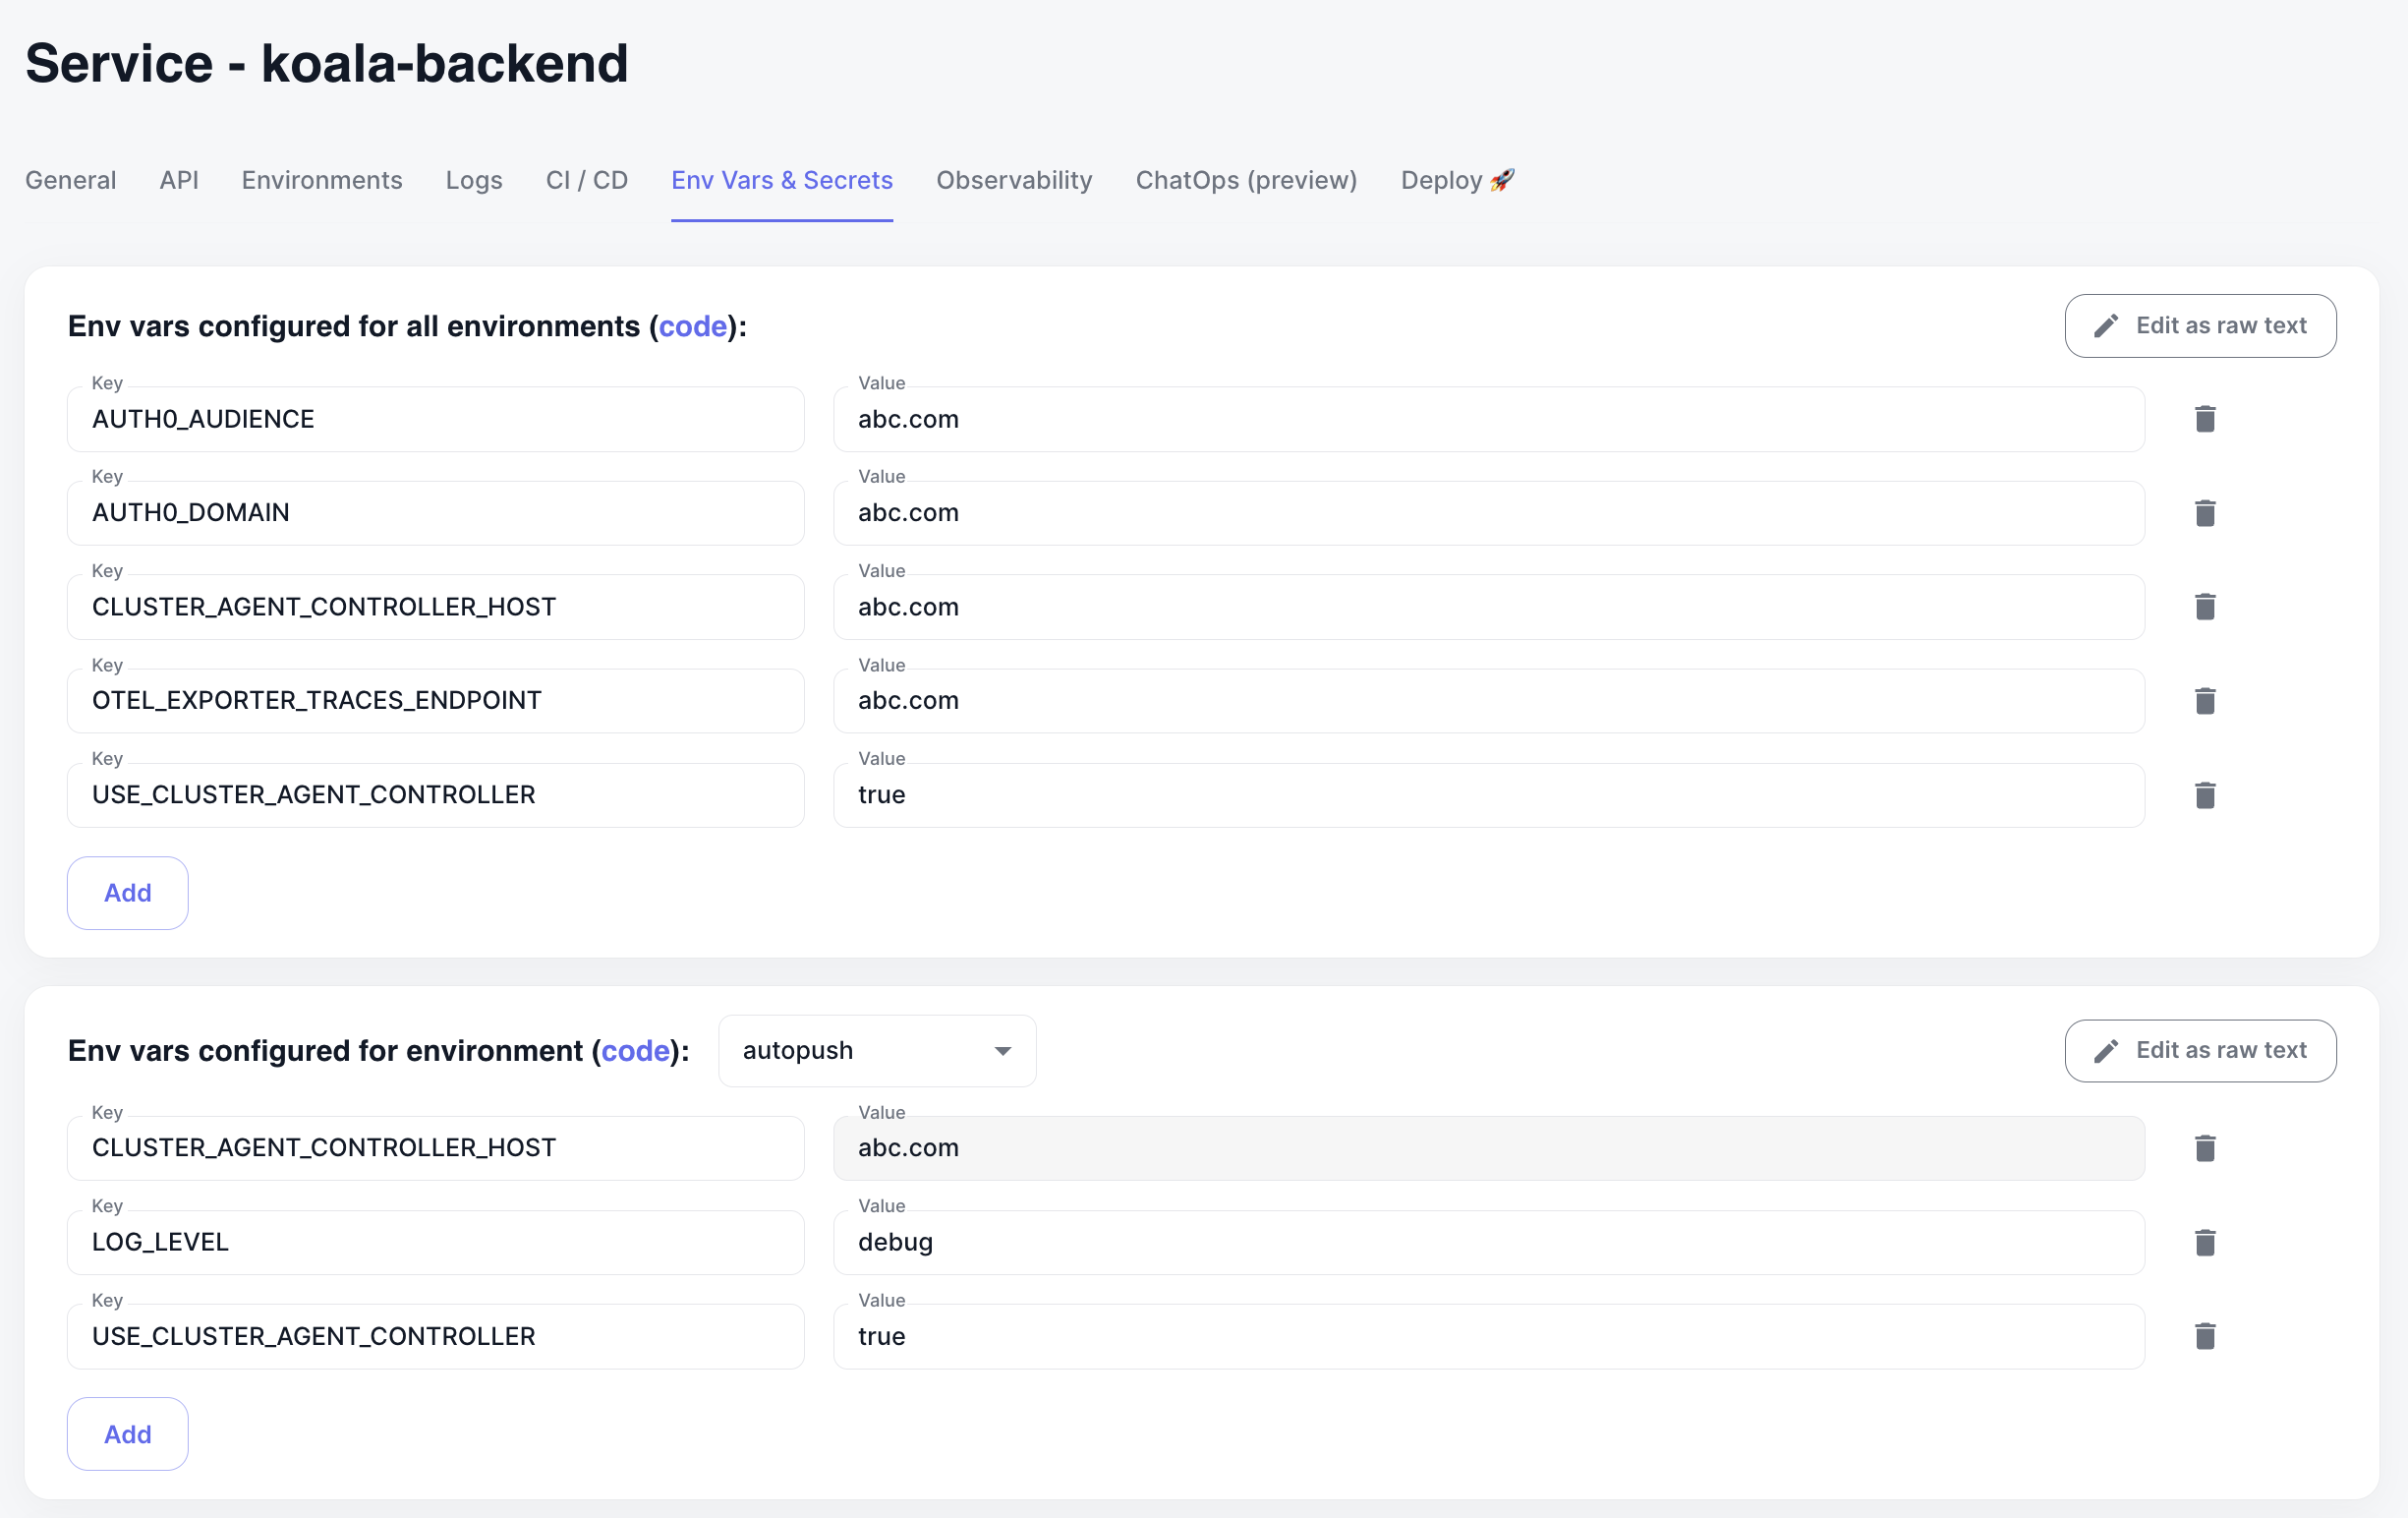 Service - koala-backend
General API Environments Logs CI / CD Env Vars & Secrets Observability ChatOps (preview) Deploy 🚀
Env vars configured for all environments (code):
Edit as raw text
Key Value
AUTH0_AUDIENCE abc.com
Key Value
AUTH0_DOMAIN abc.com
Key Value
CLUSTER_AGENT_CONTROLLER_HOST abc.com
Key Value
OTEL_EXPORTER_TRACES_ENDPOINT abc.com
Key Value
USE_CLUSTER_AGENT_CONTROLLER true
Add
Env vars configured for environment (code): autopush
Edit as raw text
Key Value
CLUSTER_AGENT_CONTROLLER_HOST abc.com
Key Value
LOG_LEVEL debug
Key Value
USE_CLUSTER_AGENT_CONTROLLER true
Add